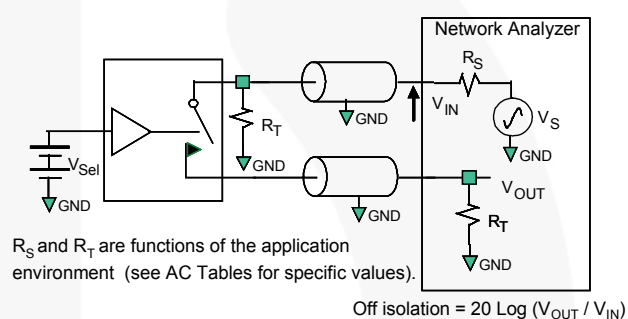 Network Analyzer
R_S
V_IN
V_S
R_T
GND
GND
GND
V_Sel
GND
V_OUT
GND
R_T
GND
R_S and R_T are functions of the application
environment (see AC Tables for specific values).
Off isolation = 20 Log (V_OUT / V_IN)